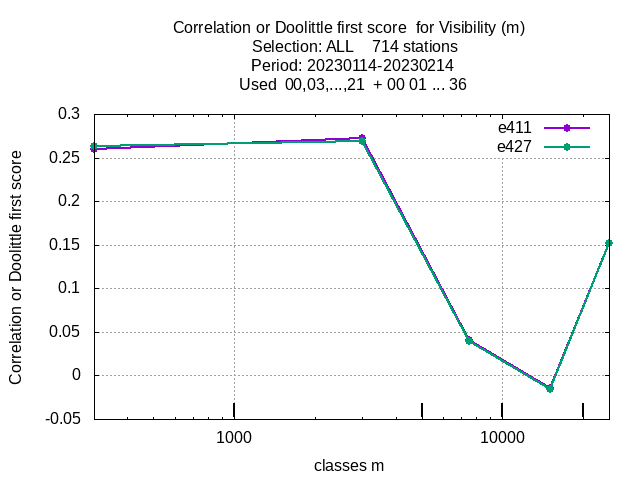 Correlation or Doolittle first score  for Visibility (m)
Selection: ALL    714 stations
Period: 20230114-20230214
Used  00,03,...,21  + 00 01 ... 36
0.3
e411
e427
0.25
0.2
0.15
0.1
0.05
0
-0.05
Correlation or Doolittle first score
1000 10000
classes m